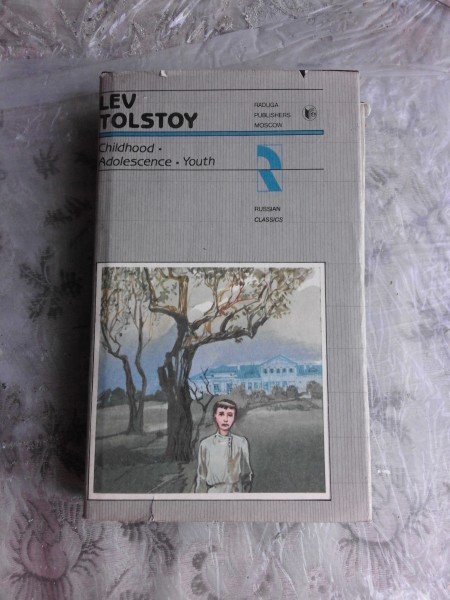 LEV
TOLSTOY
Childhood •
Adolescence • Youth
RADUGA
PUBLISHERS
MOSCOW
R
RUSSIAN
CLASSICS